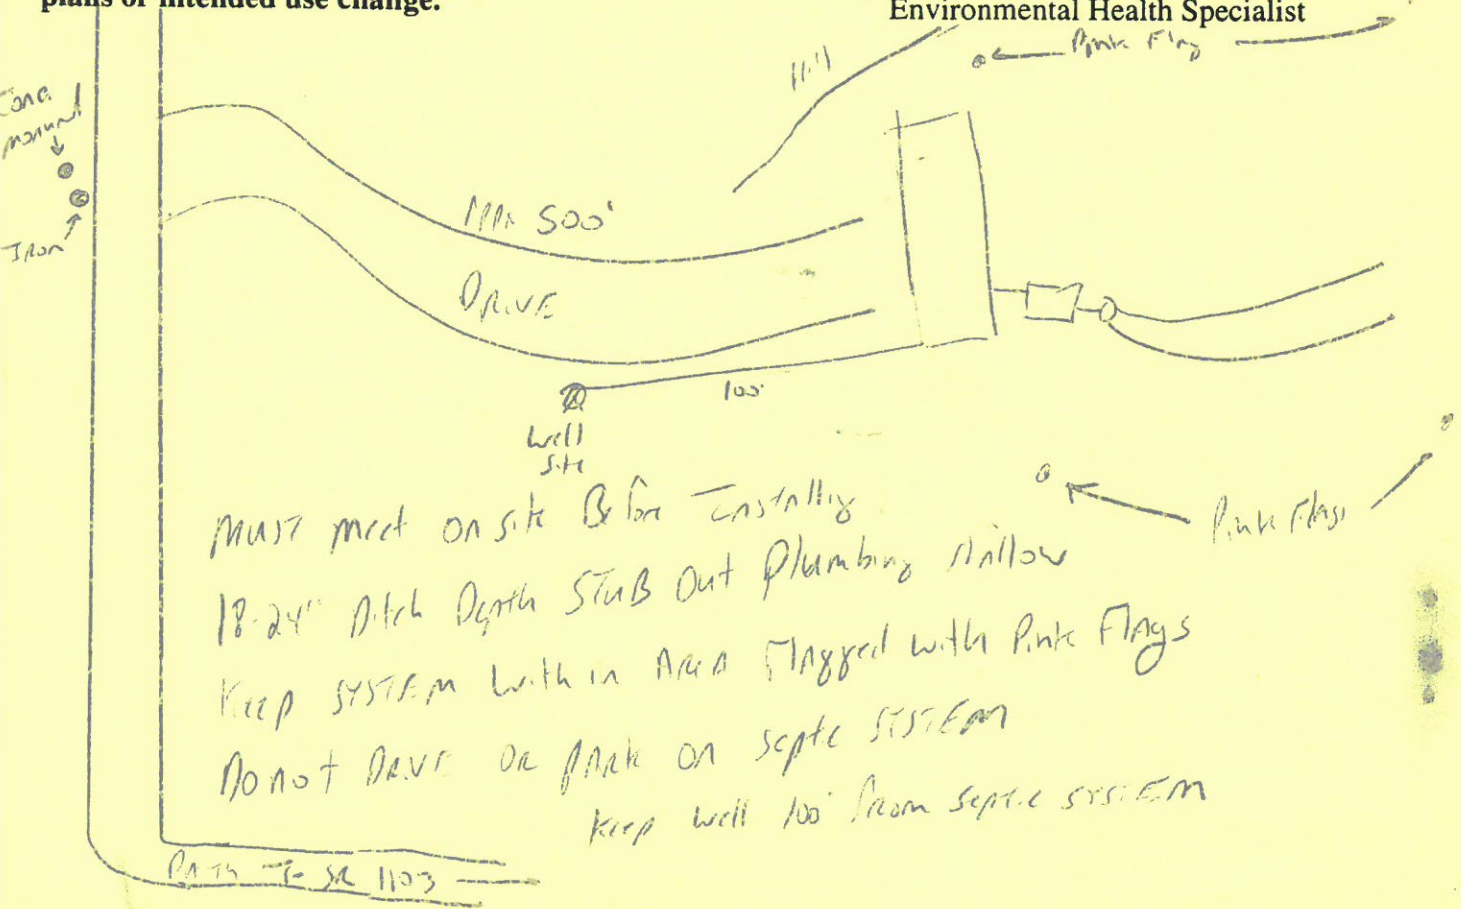 plans or intended use change.
Environmental Health Specialist
Pink Flag
Conc.
monum
Iron
500'
DRIVE
100'
Well
Site
Pink Flags
MUST meet on site Before Installing
18-24" Ditch Depth STUB Out Plumbing Shallow
Keep SYSTEM With in Area Flagged with Pink Flags
Do not DRIVE OR PARK on Septic SYSTEM
Keep Well 100' From Septic SYSTEM
PATH To SR 1103